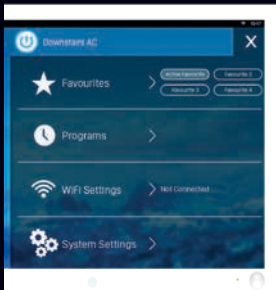 Downstairs AC X
Favourites > Active Favourite Favourite 2
Favourite 3 Favourite 4
Programs >
WiFi Settings > Not Connected
System Settings >